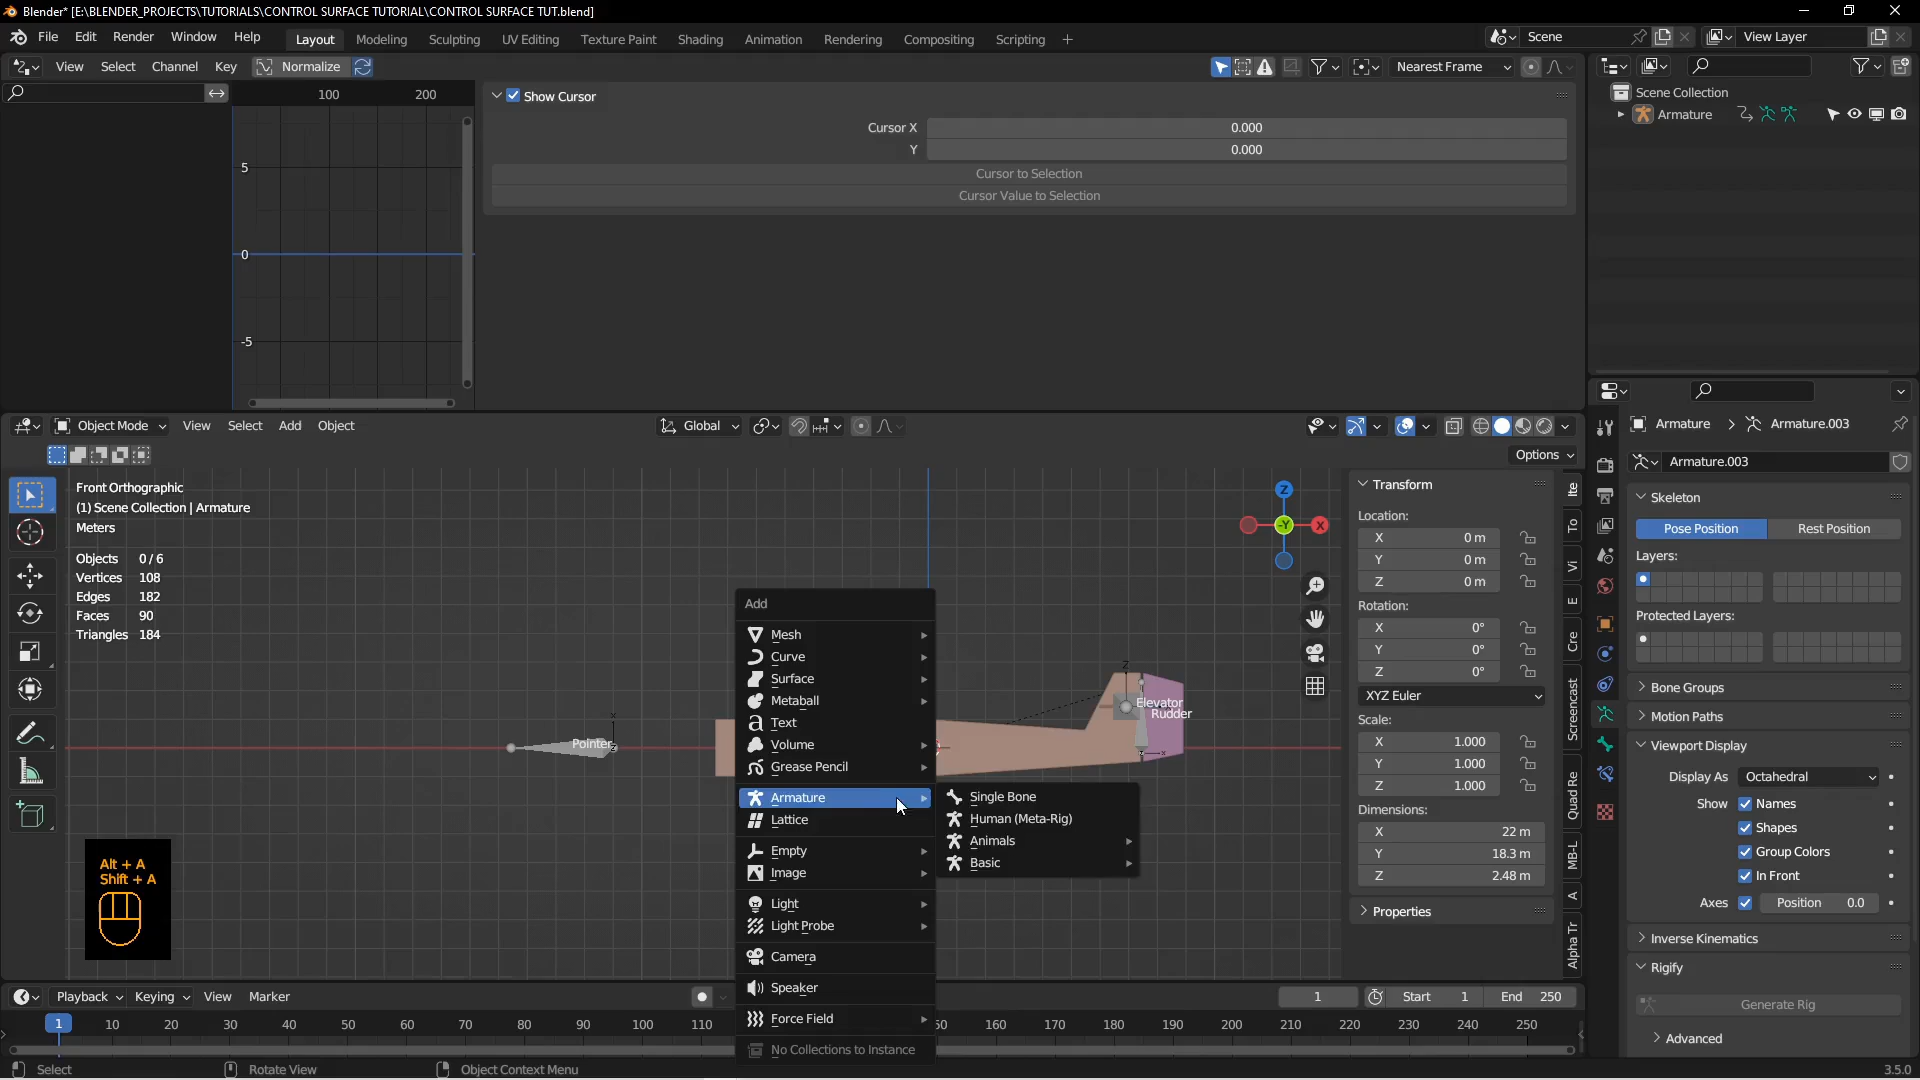 Blender* [E:\BLENDER_PROJECTS\TUTORIALS\CONTROL SURFACE TUTORIAL\CONTROL SURFACE TUT.blend]
File Edit Render Window Help Layout Modeling Sculpting UV Editing Texture Paint Shading Animation Rendering Compositing Scripting + Scene View Layer
View Select Channel Key Normalize Nearest Frame
100 200
5
0
-5
Show Cursor
Cursor X 0.000
Y 0.000
Cursor to Selection
Cursor Value to Selection
Scene Collection
Armature
Object Mode View Select Add Object Global
Options
Front Orthographic
(1) Scene Collection | Armature
Meters
Objects 0/6
Vertices 108
Edges 182
Faces 90
Triangles 184
Pointer
Elevator
Rudder
Z
X
-Y
Add
Mesh
Curve
Surface
Metaball
Text
Volume
Grease Pencil
Armature
Lattice
Empty
Image
Light
Light Probe
Camera
Speaker
Force Field
No Collections to Instance
Single Bone
Human (Meta-Rig)
Animals
Basic
Alt + A
Shift + A
Transform
Location:
X 0 m
Y 0 m
Z 0 m
Rotation:
X 0°
Y 0°
Z 0°
XYZ Euler
Scale:
X 1.000
Y 1.000
Z 1.000
Dimensions:
X 22 m
Y 18.3 m
Z 2.48 m
Properties
Ite
To
Vi
E
Cre
Screencast
Quad Re
MB-L
A
Alpha Tr
Armature Armature.003
Armature.003
Skeleton
Pose Position Rest Position
Layers:
Protected Layers:
Bone Groups
Motion Paths
Viewport Display
Display As Octahedral
Show Names
Shapes
Group Colors
In Front
Axes Position 0.0
Inverse Kinematics
Rigify
Generate Rig
Advanced
Playback Keying View Marker 1 Start 1 End 250
1 10 20 30 40 50 60 70 80 90 100 110 50 160 170 180 190 200 210 220 230 240 250
Select Rotate View Object Context Menu 3.5.0